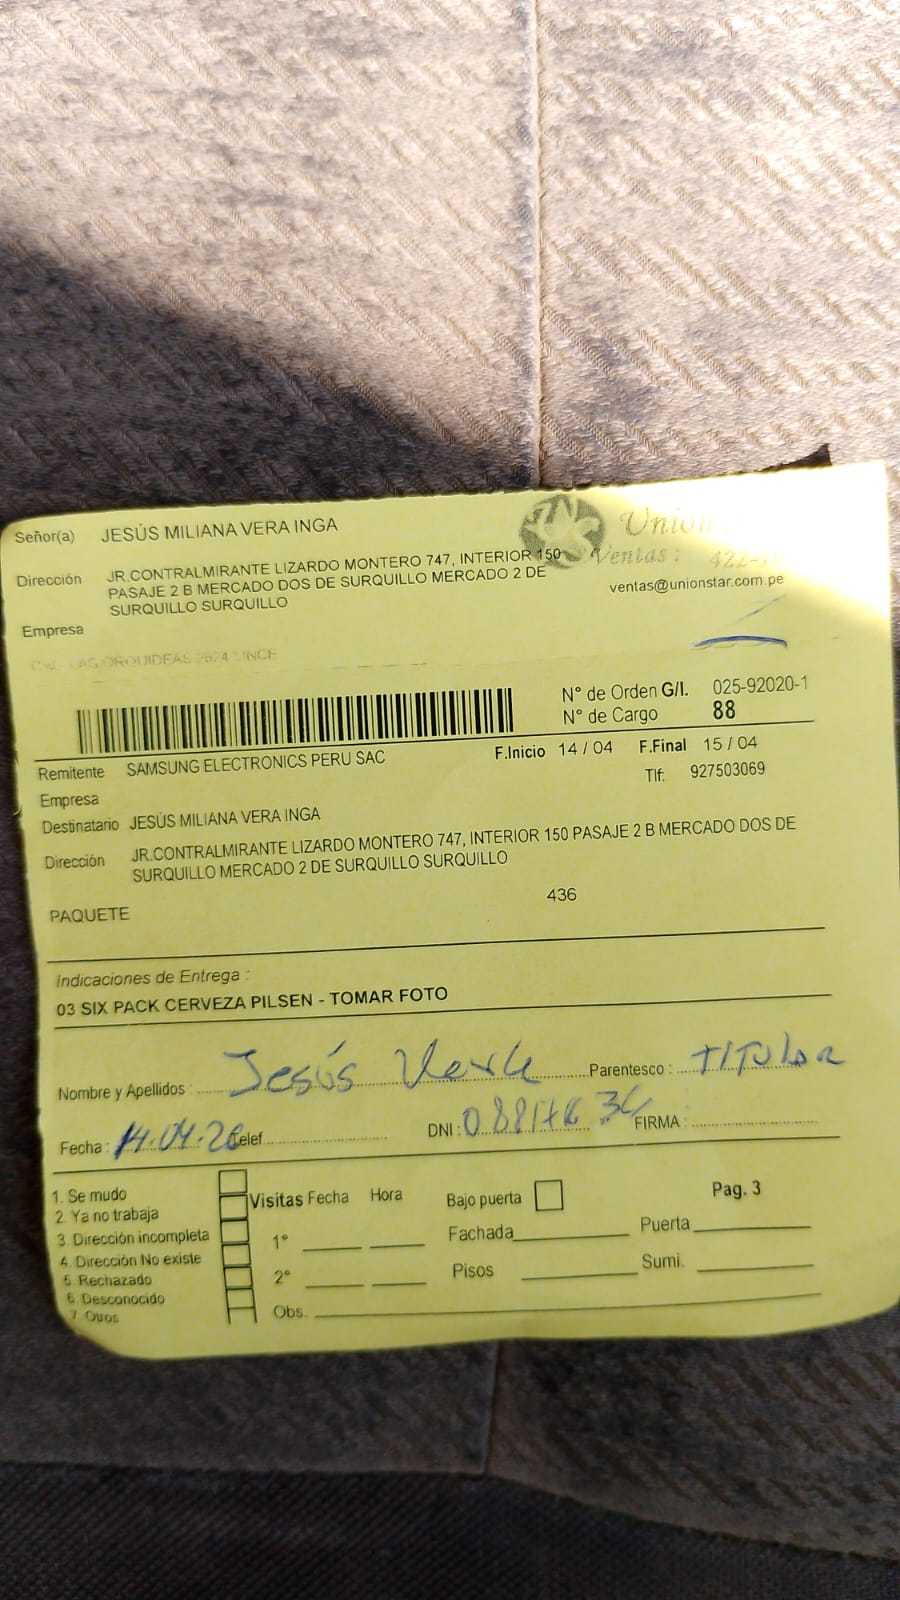 Señor(a) JESÚS MILIANA VERA INGA
Union
Dirección JR.CONTRALMIRANTE LIZARDO MONTERO 747, INTERIOR 150
PASAJE 2 B MERCADO DOS DE SURQUILLO MERCADO 2 DE
SURQUILLO SURQUILLO
Ventas : 422-
ventas@unionstar.com.pe
Empresa
LAS ORQUIDEAS 2624 LINCE
N° de Orden G/I. 025-92020-1
N° de Cargo 88
Remitente SAMSUNG ELECTRONICS PERU SAC F.Inicio 14 / 04 F.Final 15 / 04
Empresa Tlf: 927503069
Destinatario JESÚS MILIANA VERA INGA
Dirección JR.CONTRALMIRANTE LIZARDO MONTERO 747, INTERIOR 150 PASAJE 2 B MERCADO DOS DE
SURQUILLO MERCADO 2 DE SURQUILLO SURQUILLO
PAQUETE 436
Indicaciones de Entrega :
03 SIX PACK CERVEZA PILSEN - TOMAR FOTO
Nombre y Apellidos : Jesús Vera Parentesco : TITULAR
Fecha : 14-04-26 Telef. DNI : FIRMA :
1. Se mudo
2. Ya no trabaja
3. Dirección incompleta
4. Dirección No existe
5. Rechazado
6. Desconocido
7. Otros
Visitas Fecha Hora Bajo puerta Pag. 3
1° Fachada Puerta
2° Pisos Sumi.
Obs.